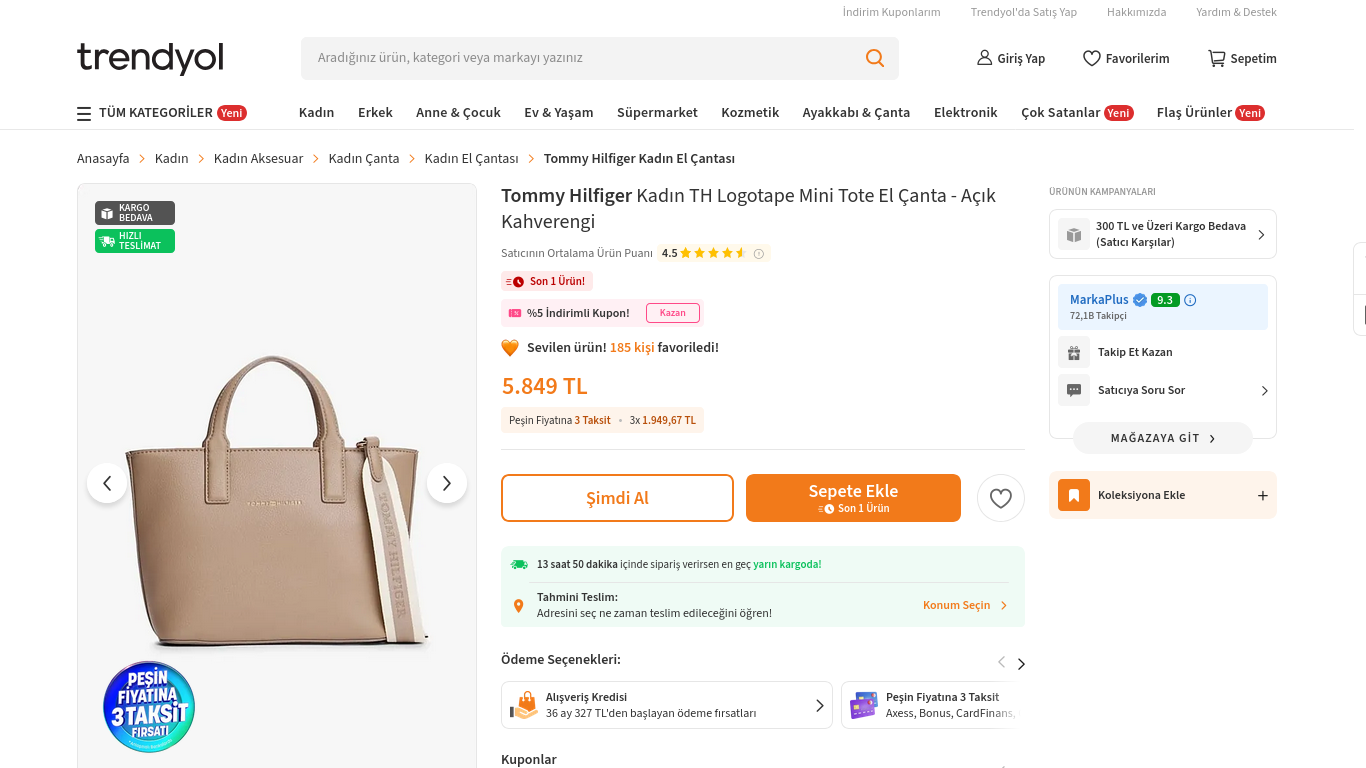 İndirim Kuponlarım
Trendyol'da Satış Yap
Hakkımızda
Yardım & Destek
trendyol
Aradığınız ürün, kategori veya markayı yazınız
Giriş Yap
Favorilerim
Sepetim
TÜM KATEGORİLER Yeni
Kadın
Erkek
Anne & Çocuk
Ev & Yaşam
Süpermarket
Kozmetik
Ayakkabı & Çanta
Elektronik
Çok Satanlar Yeni
Flaş Ürünler Yeni
Anasayfa
Kadın
Kadın Aksesuar
Kadın Çanta
Kadın El Çantası
Tommy Hilfiger Kadın El Çantası
KARGO
BEDAVA
HIZLI
TESLİMAT
TOMMY HILFIGER
TOMMY HILFIGER
PEŞİN
FİYATINA
3 TAKSİT
FIRSATI
Tommy Hilfiger Kadın TH Logotape Mini Tote El Çanta - Açık
Kahverengi
Satıcının Ortalama Ürün Puanı 4.5
Son 1 Ürün!
%5 İndirimli Kupon! Kazan
Sevilen ürün! 185 kişi favoriledi!
5.849 TL
Peşin Fiyatına 3 Taksit • 3x 1.949,67 TL
Şimdi Al
Sepete Ekle
Son 1 Ürün
13 saat 50 dakika içinde sipariş verirsen en geç yarın kargoda!
Tahmini Teslim:
Adresini seç ne zaman teslim edileceğini öğren!
Konum Seçin
Ödeme Seçenekleri:
Alışveriş Kredisi
36 ay 327 TL'den başlayan ödeme fırsatları
Peşin Fiyatına 3 Taksit
Axess, Bonus, CardFinans,
Kuponlar
ÜRÜNÜN KAMPANYALARI
300 TL ve Üzeri Kargo Bedava
(Satıcı Karşılar)
MarkaPlus 9.3
72,1B Takipçi
Takip Et Kazan
Satıcıya Soru Sor
MAĞAZAYA GİT
Koleksiyona Ekle